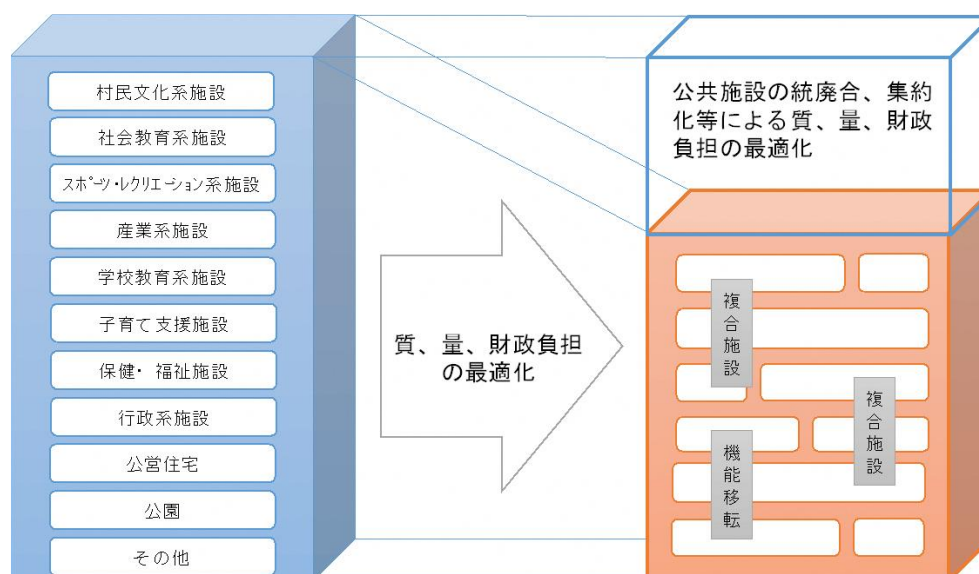 村民文化系施設
社会教育系施設
スポーツ・レクリエーション系施設
産業系施設
学校教育系施設
子育て支援施設
保健・福祉施設
行政系施設
公営住宅
公園
その他
質、量、財政負担
の最適化
公共施設の統廃合、集約
化等による質、量、財政
負担の最適化
複合施設
複合施設
機能移転